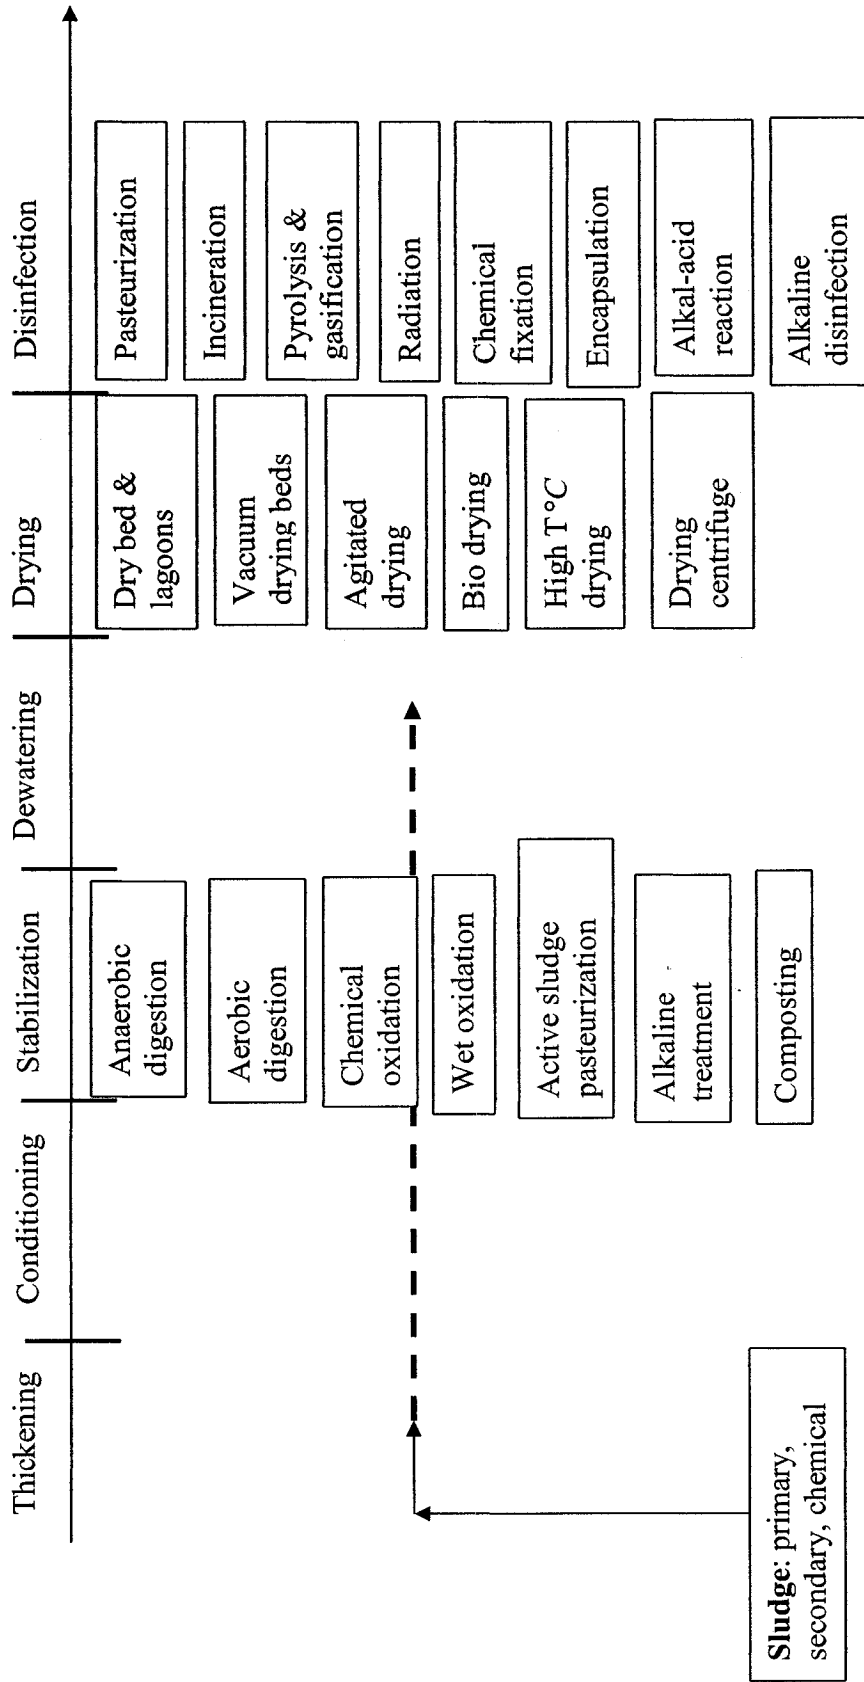 Thickening
Conditioning
Stabilization
Dewatering
Drying
Disinfection
Anaerobic
digestion
Aerobic
digestion
Chemical
oxidation
Wet oxidation
Active sludge
pasteurization
Alkaline
treatment
Composting
Dry bed &
lagoons
Vacuum
drying beds
Agitated
drying
Bio drying
High T°C
drying
Drying
centrifuge
Pasteurization
Incineration
Pyrolysis &
gasification
Radiation
Chemical
fixation
Encapsulation
Alkal-acid
reaction
Alkaline
disinfection
Sludge: primary,
secondary, chemical